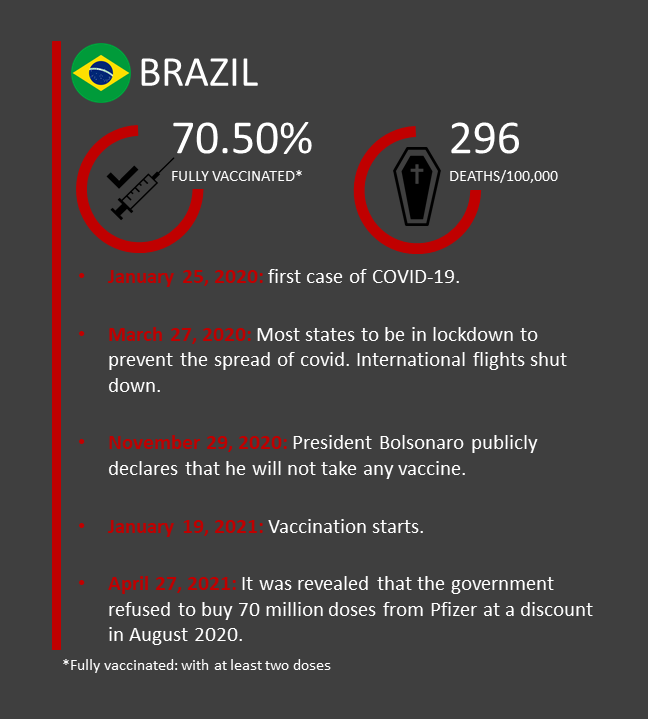 BRAZIL
70.50%
FULLY VACCINATED*
296
DEATHS/100,000
• January 25, 2020: first case of COVID-19.
• March 27, 2020: Most states to be in lockdown to
prevent the spread of covid. International flights shut
down.
• November 29, 2020: President Bolsonaro publicly
declares that he will not take any vaccine.
• January 19, 2021: Vaccination starts.
• April 27, 2021: It was revealed that the government
refused to buy 70 million doses from Pfizer at a discount
in August 2020.
*Fully vaccinated: with at least two doses